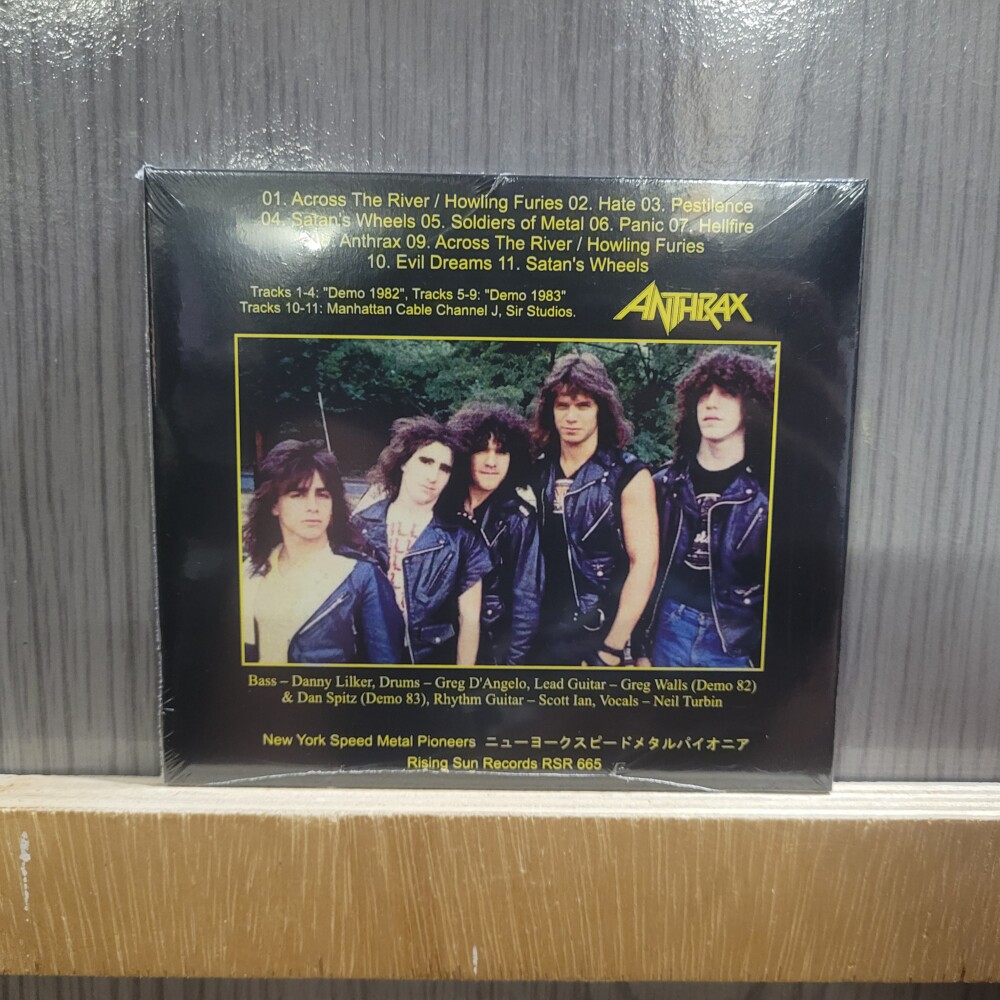 01. Across The River / Howling Furies 02. Hate 03. Pestilence
04. Satan's Wheels 05. Soldiers of Metal 06. Panic 07. Hellfire
Anthrax 09. Across The River / Howling Furies
10. Evil Dreams 11. Satan's Wheels
Tracks 1-4: "Demo 1982", Tracks 5-9: "Demo 1983"
Tracks 10-11: Manhattan Cable Channel J, Sir Studios.
ANTHRAX
Bass – Danny Lilker, Drums – Greg D'Angelo, Lead Guitar – Greg Walls (Demo 82)
& Dan Spitz (Demo 83), Rhythm Guitar – Scott Ian, Vocals – Neil Turbin
New York Speed Metal Pioneers ニューヨークスピードメタルパイオニア
Rising Sun Records RSR 665